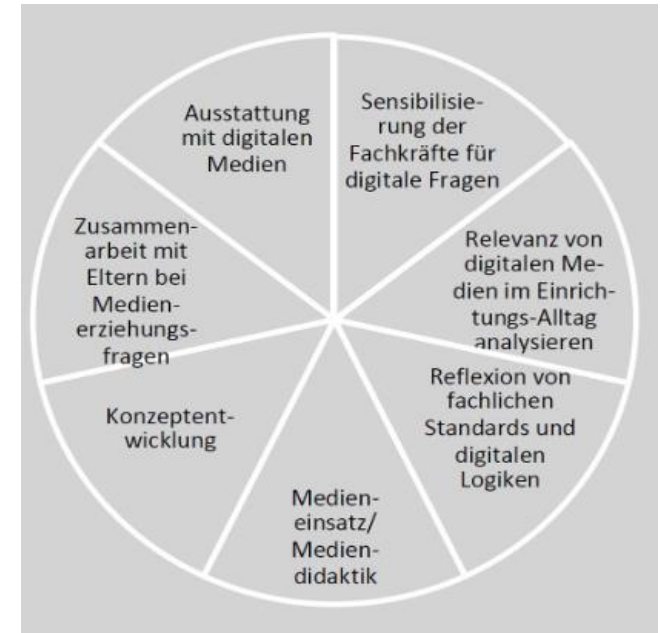 Sensibilisie-
rung der
Fachkräfte für
digitale Fragen
Relevanz von
digitalen Me-
dien im Einrich-
tungs-Alltag
analysieren
Reflexion von
fachlichen
Standards und
digitalen
Logiken
Medien-
einsatz/
Medien-
didaktik
Konzeptent-
wicklung
Zusammen-
arbeit mit
Eltern bei
Medien-
erziehungs-
fragen
Ausstattung
mit digitalen
Medien